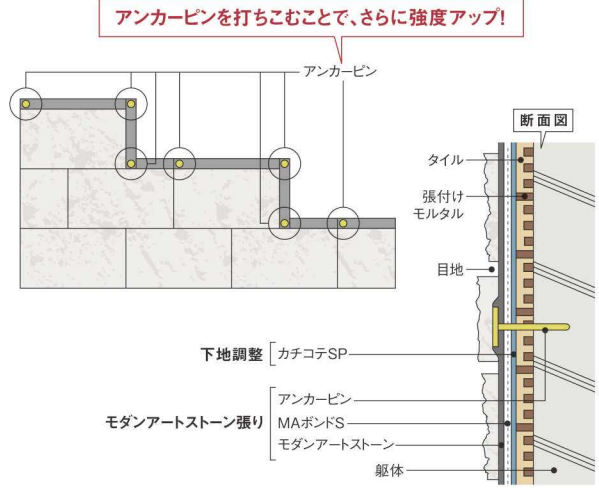 アンカーピンを打ちこむことで、さらに強度アップ!
アンカーピン
断面図
タイル
張付け
モルタル
目地
下地調整
カチコテSP
モダンアートストーン張り
アンカーピン
MAボンドS
モダンアートストーン
躯体